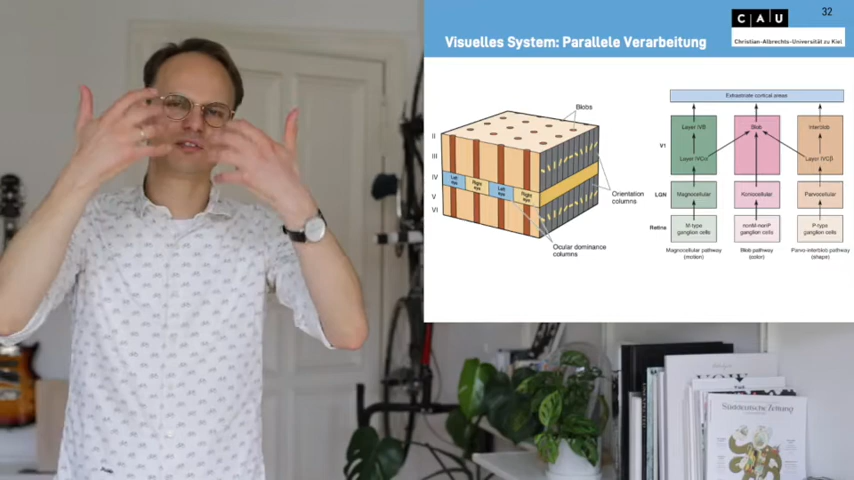 32
CAU
Christian-Albrechts-Universität zu Kiel
Visuelles System: Parallele Verarbeitung
Blobs
II
III
IV
V
VI
Left eye
Right eye
Left eye
Right eye
Orientation
columns
Ocular dominance
columns
Extrastriate cortical areas
V1
Layer IVB
Blob
Interblob
Layer IVCα
Layer IVCβ
LGN
Magnocellular
Koniocellular
Parvocellular
Retina
M-type
ganglion cells
nonM-nonP
ganglion cells
P-type
ganglion cells
Magnocellular pathway
(motion)
Blob pathway
(color)
Parvo-interblob pathway
(shape)
Süddeutsche Zeitung